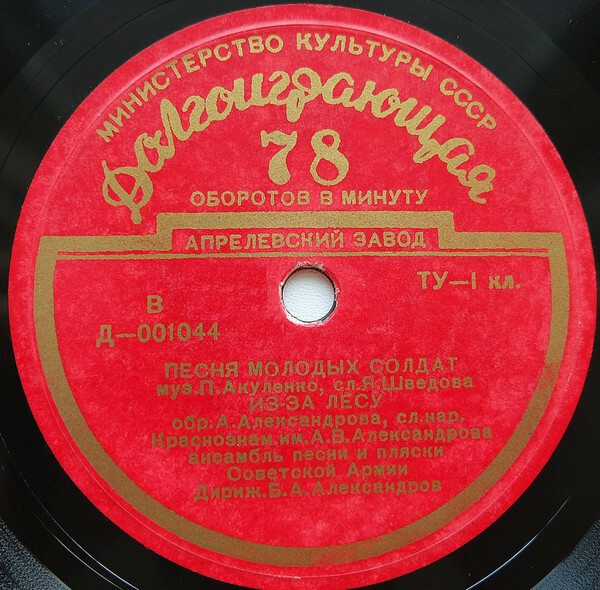 МИНИСТЕРСТВО КУЛЬТУРЫ СССР
Долгоиграющая
78
ОБОРОТОВ В МИНУТУ
АПРЕЛЕВСКИЙ ЗАВОД
ТУ—1 кл.
В
Д—001044
ПЕСНЯ МОЛОДЫХ СОЛДАТ
муз.П.Акуленко, сл.Я.Шведова
ИЗ-ЗА ЛЕСУ
обр.А.Александрова, сл.нар.
Краснознам.им.А.В.Александрова
ансамбль песни и пляски
Советской Армии
Дириж.Б.А.Александров